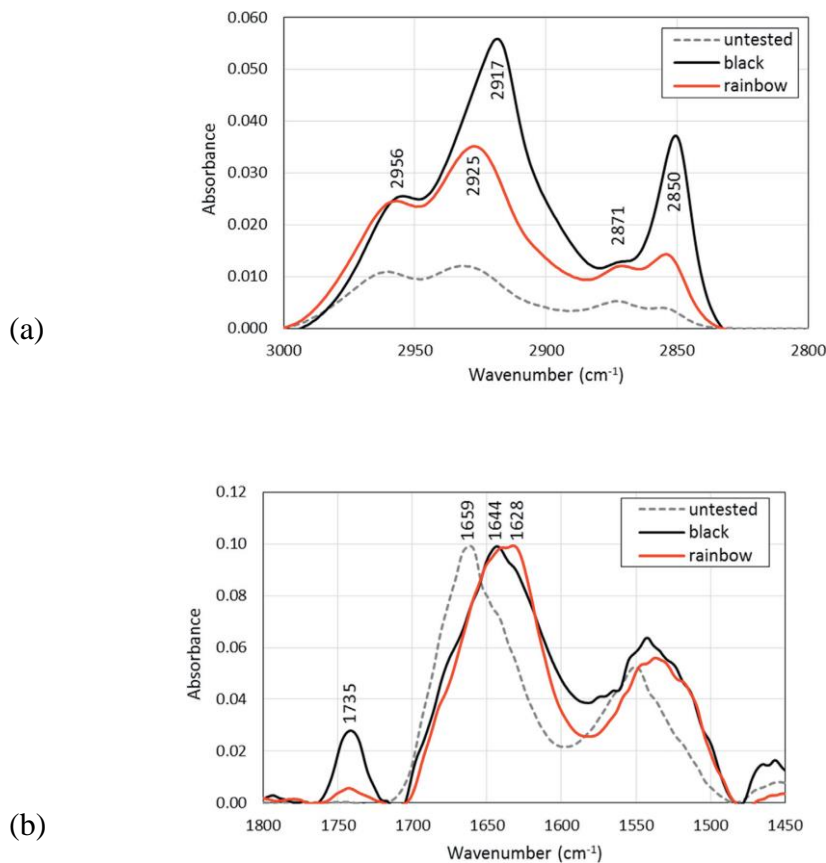 0.060
0.050
0.040
0.030
0.020
0.010
0.000
Absorbance
untested
black
rainbow
2956
2917
2925
2871
2850
3000 2950 2900 2850 2800
Wavenumber (cm⁻¹)
(a)
0.12
0.10
0.08
0.06
0.04
0.02
0.00
Absorbance
untested
black
rainbow
1735
1659
1644
1628
1800 1750 1700 1650 1600 1550 1500 1450
Wavenumber (cm⁻¹)
(b)